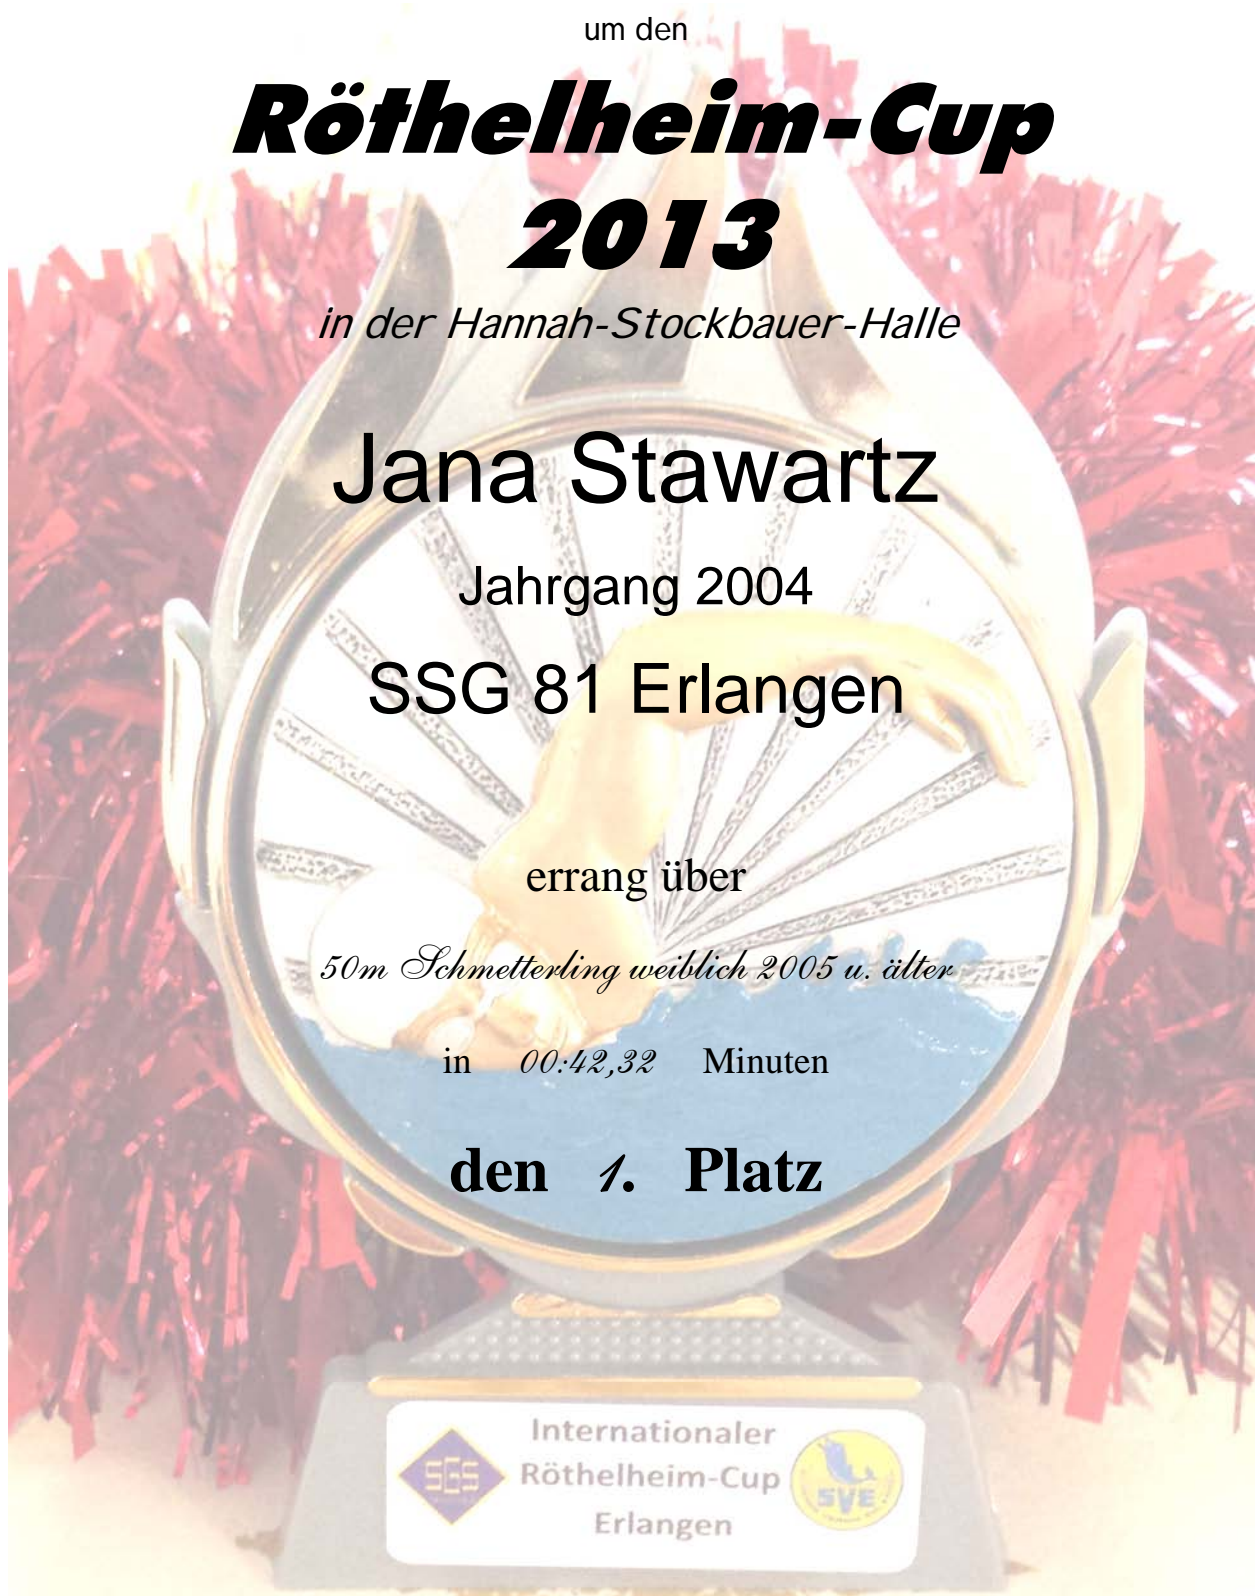 um den
Röthelheim-Cup
2013
in der Hannah-Stockbauer-Halle
Jana Stawartz
Jahrgang 2004
SSG 81 Erlangen
errang über
50m Schmetterling weiblich 2005 u. älter
in 00:42,32 Minuten
den 1. Platz
Internationaler
SGS Röthelheim-Cup SVE
Erlangen